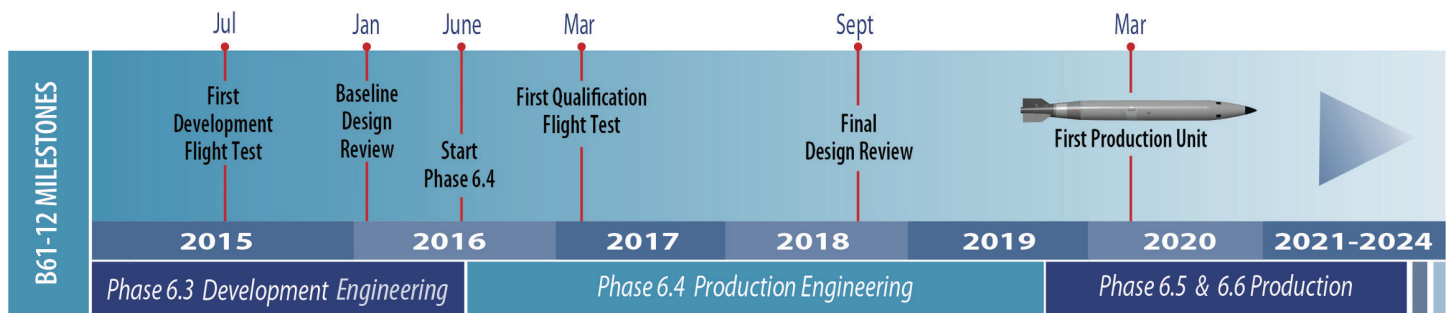 B61-12 MILESTONES
Jul
Jan
June
Mar
Sept
Mar
First
Development
Flight Test
Baseline
Design
Review
Start
Phase 6.4
First Qualification
Flight Test
Final
Design Review
First Production Unit
2015
2016
2017
2018
2019
2020
2021-2024
Phase 6.3 Development Engineering
Phase 6.4 Production Engineering
Phase 6.5 & 6.6 Production